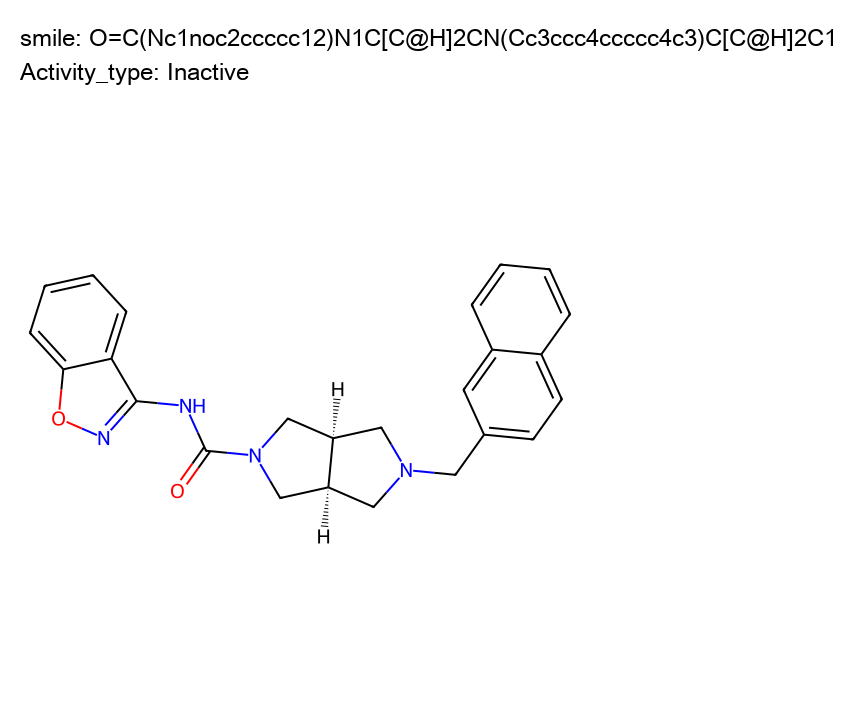 smile: O=C(Nc1noc2ccccc12)N1C[C@H]2CN(Cc3ccc4ccccc4c3)C[C@H]2C1
Activity_type: Inactive
H
NH
O
N
N
N
O
H